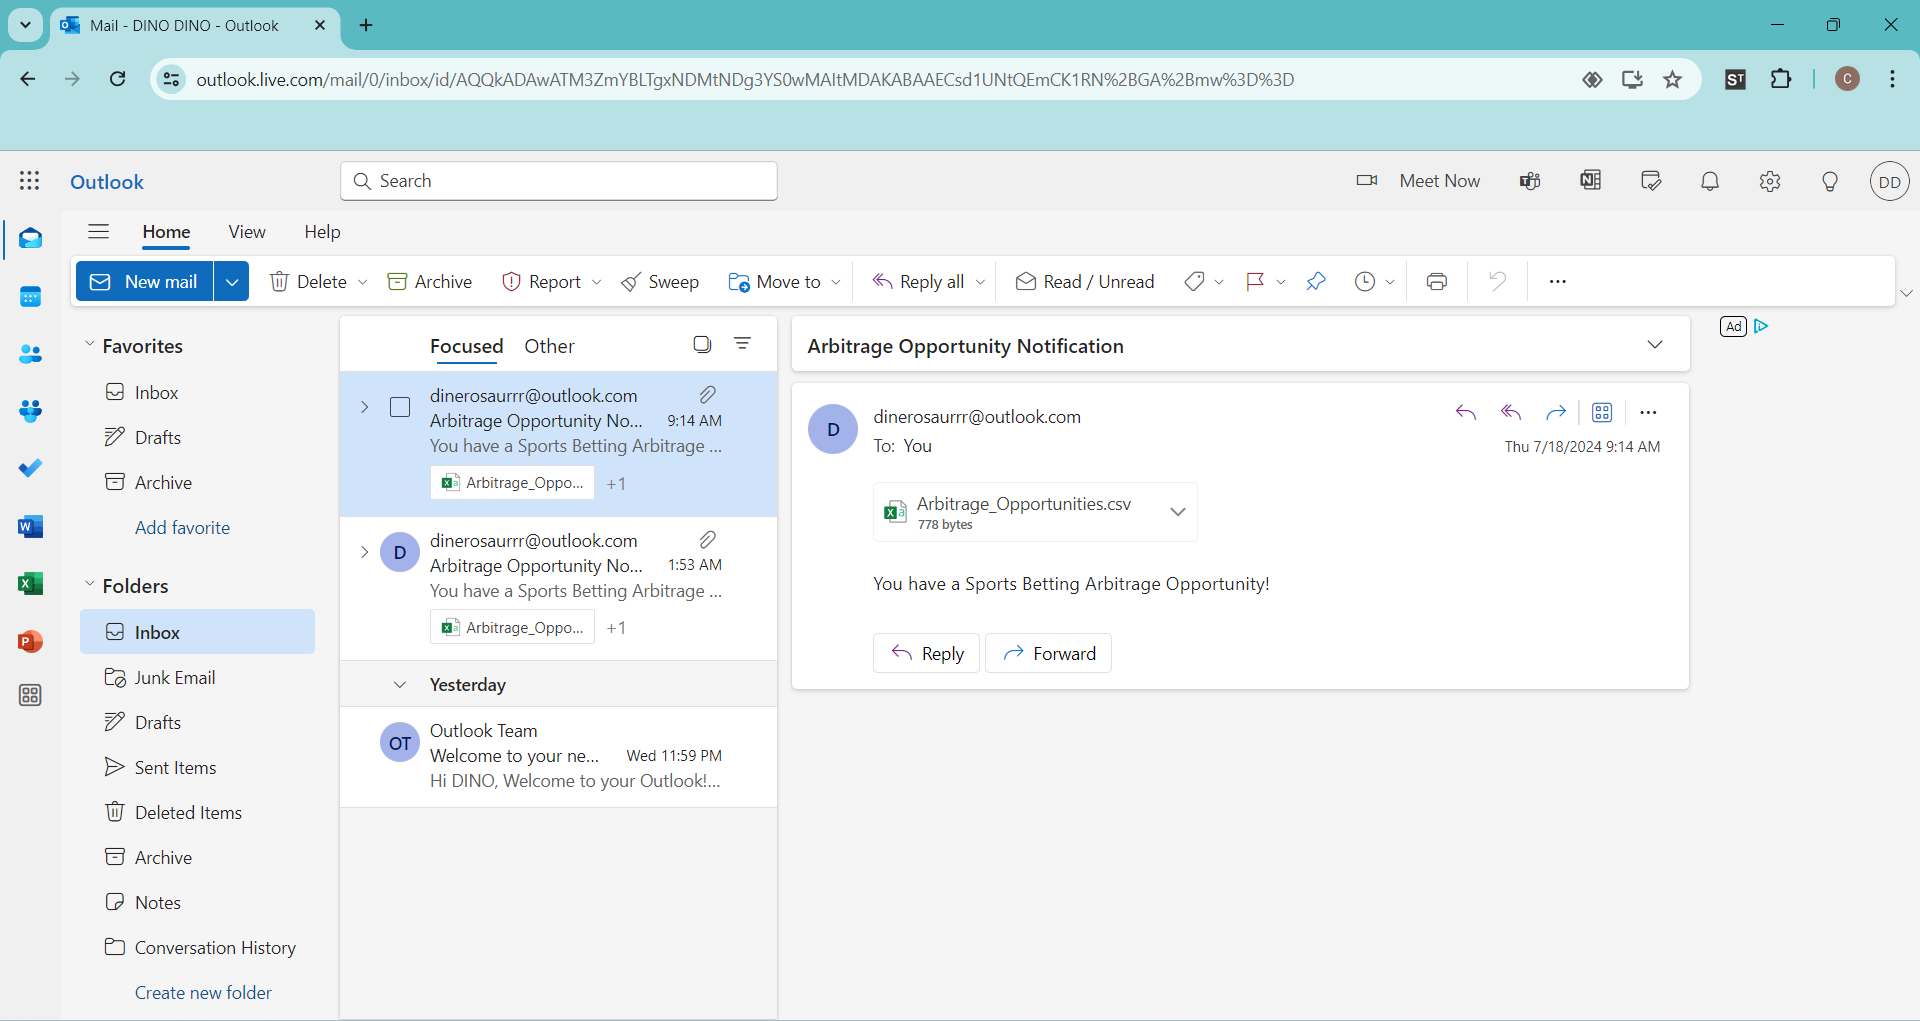 Mail - DINO DINO - Outlook
outlook.live.com/mail/0/inbox/id/AQQkADAwATM3ZmYBLTgxNDMtNDg3YS0wMAItMDAKABAAECsd1UNtQEmCK1RN%2BGA%2Bmw%3D%3D
ST
C
Outlook
Search
Meet Now
DD
Home View Help
New mail Delete Archive Report Sweep Move to Reply all Read / Unread
Favorites
Inbox
Drafts
Archive
Add favorite
Folders
Inbox
Junk Email
Drafts
Sent Items
Deleted Items
Archive
Notes
Conversation History
Create new folder
Focused Other
dinerosaurrr@outlook.com
Arbitrage Opportunity No... 9:14 AM
You have a Sports Betting Arbitrage ...
Arbitrage_Oppo... +1
D
dinerosaurrr@outlook.com
Arbitrage Opportunity No... 1:53 AM
You have a Sports Betting Arbitrage ...
Arbitrage_Oppo... +1
Yesterday
OT
Outlook Team
Welcome to your ne... Wed 11:59 PM
Hi DINO, Welcome to your Outlook!...
Arbitrage Opportunity Notification
D
dinerosaurrr@outlook.com
To: You
Thu 7/18/2024 9:14 AM
Arbitrage_Opportunities.csv
778 bytes
You have a Sports Betting Arbitrage Opportunity!
Reply Forward
Ad